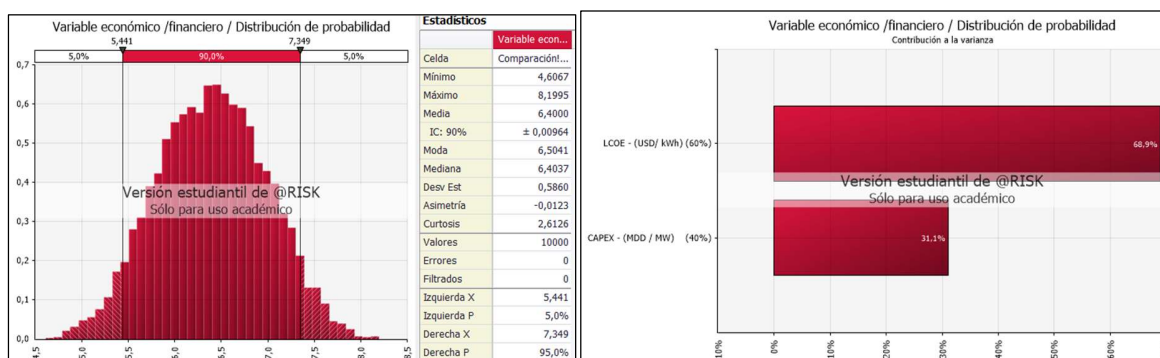 Variable económico /financiero / Distribución de probabilidad
5,441
7,349
5,0%
90,0%
5,0%
0,7
0,6
0,5
0,4
0,3
0,2
0,1
0,0
Versión estudiantil de @RISK
Sólo para uso académico
Estadísticos
Variable econ...
Celda Comparación!...
Mínimo 4,6067
Máximo 8,1995
Media 6,4000
IC: 90% ± 0,00964
Moda 6,5041
Mediana 6,4037
Desv Est 0,5860
Asimetría -0,0123
Curtosis 2,6126
Valores 10000
Errores 0
Filtrados 0
Izquierda X 5,441
Izquierda P 5,0%
Derecha X 7,349
Derecha P 95,0%
Variable económico /financiero / Distribución de probabilidad
Contribución a la varianza
LCOE - (USD/ kWh) (60%)
68,9%
Versión estudiantil de @RISK
Sólo para uso académico
CAPEX - (MDD / MW) (40%)
31,1%
0%
10%
20%
30%
40%
50%
60%